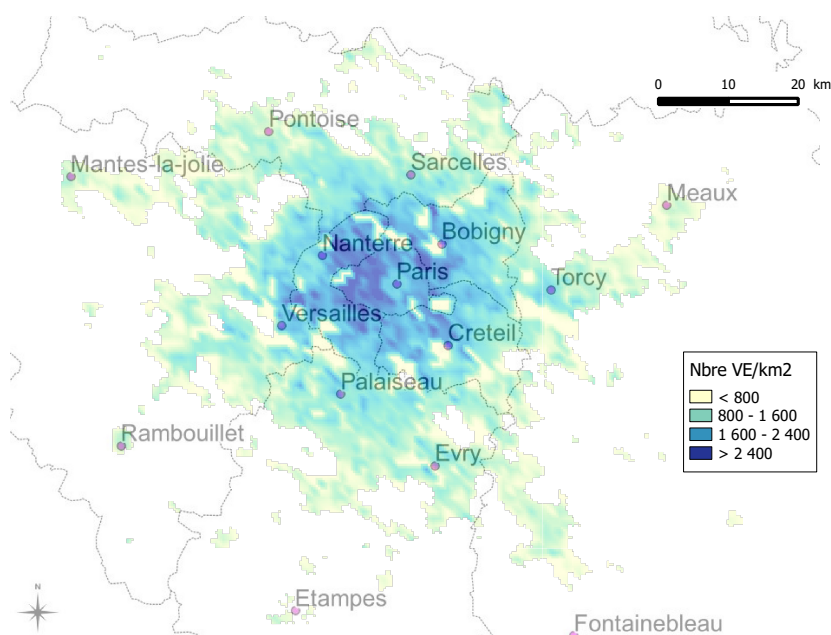 0 10 20 km
Pontoise
Mantes-la-jolie
Sarcelles
Meaux
Nanterre
Bobigny
Paris
Torcy
Versailles
Creteil
Palaiseau
Nbre VE/km2
< 800
800 - 1 600
1 600 - 2 400
> 2 400
Rambouillet
Evry
N
Etampes
Fontainebleau